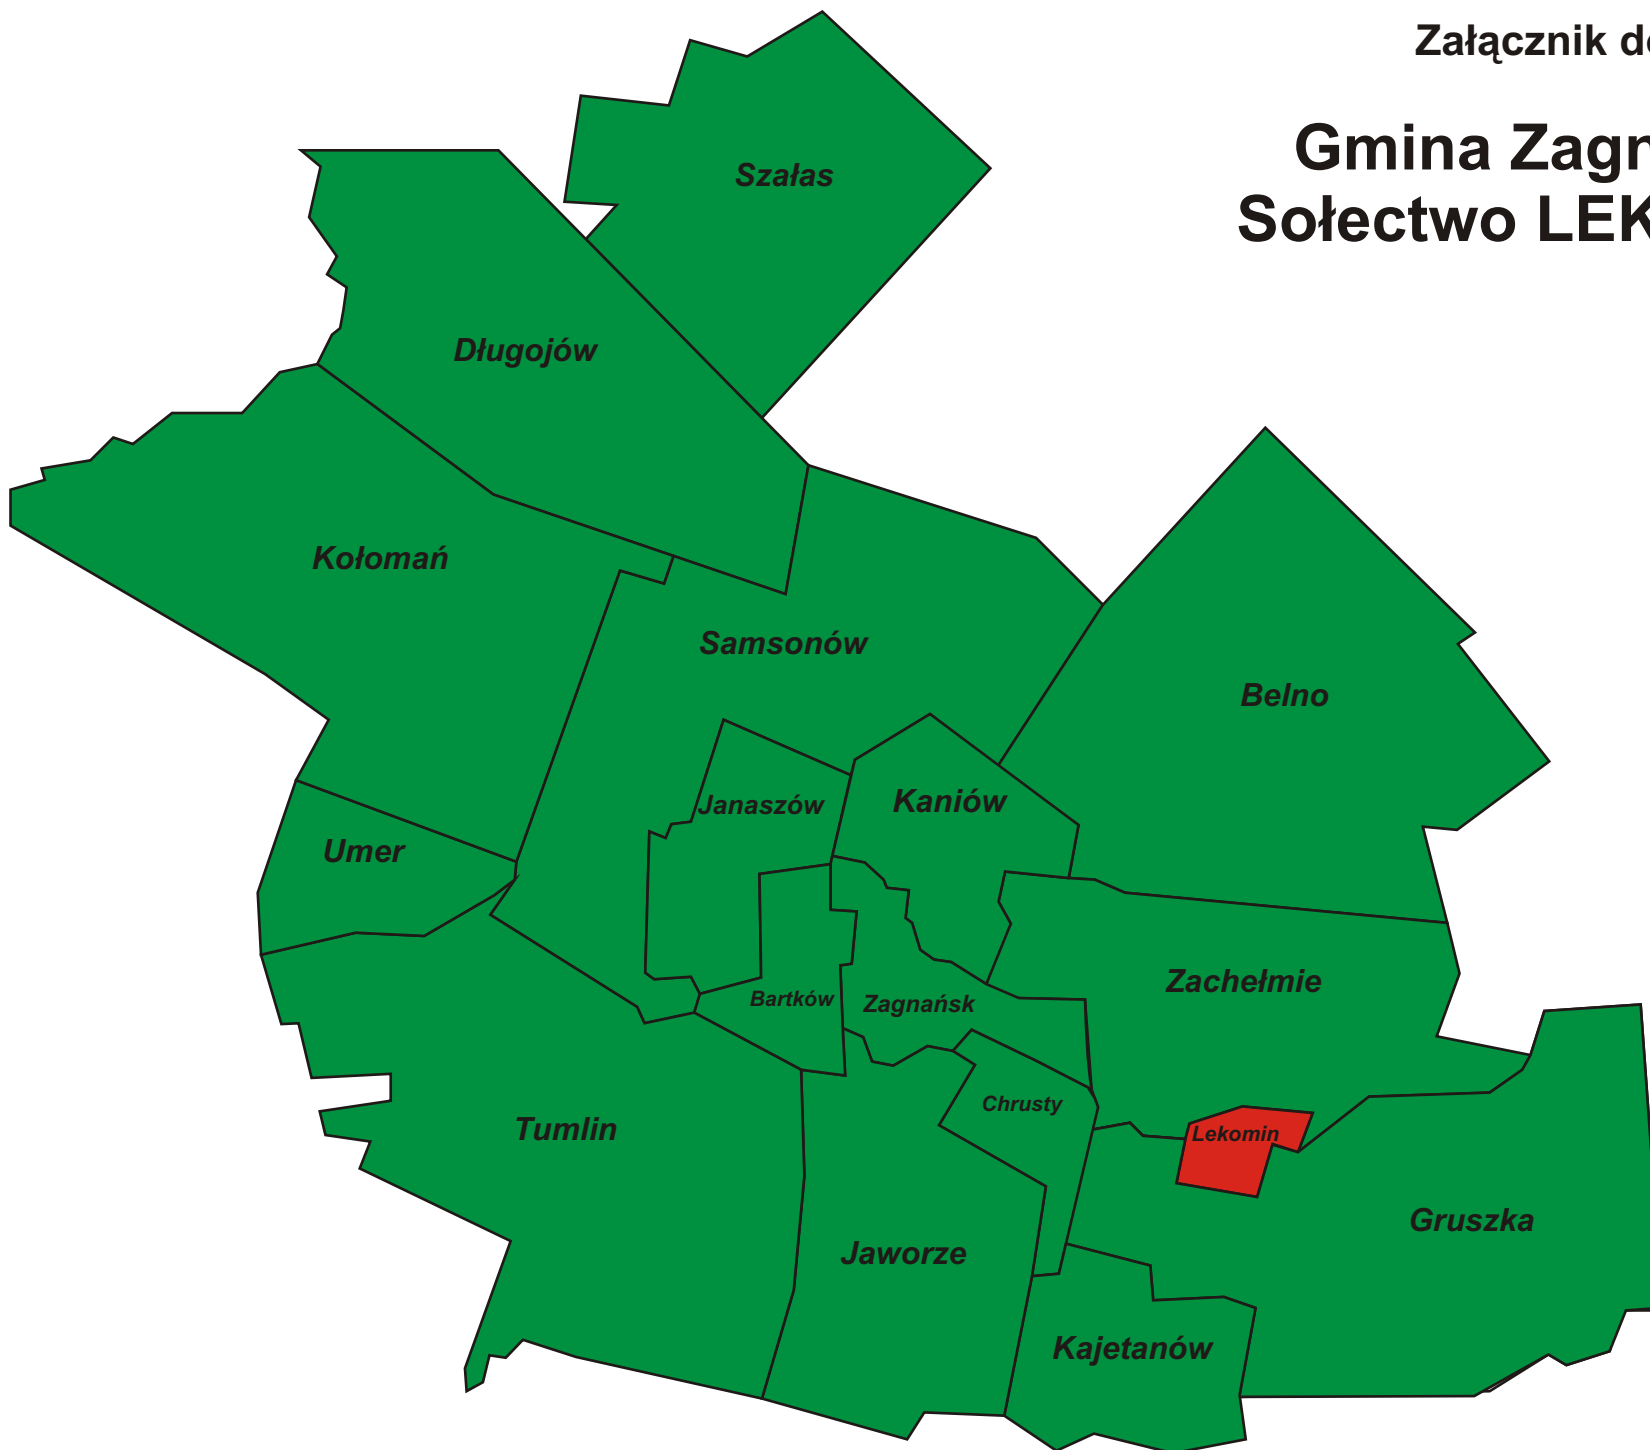 Załącznik do
Gmina Zagn
Sołectwo LEK
Szałas
Długojów
Kołomań
Samsonów
Belno
Janaszów
Kaniów
Umer
Zachełmie
Bartków
Zagnańsk
Chrusty
Tumlin
Lekomin
Gruszka
Jaworze
Kajetanów